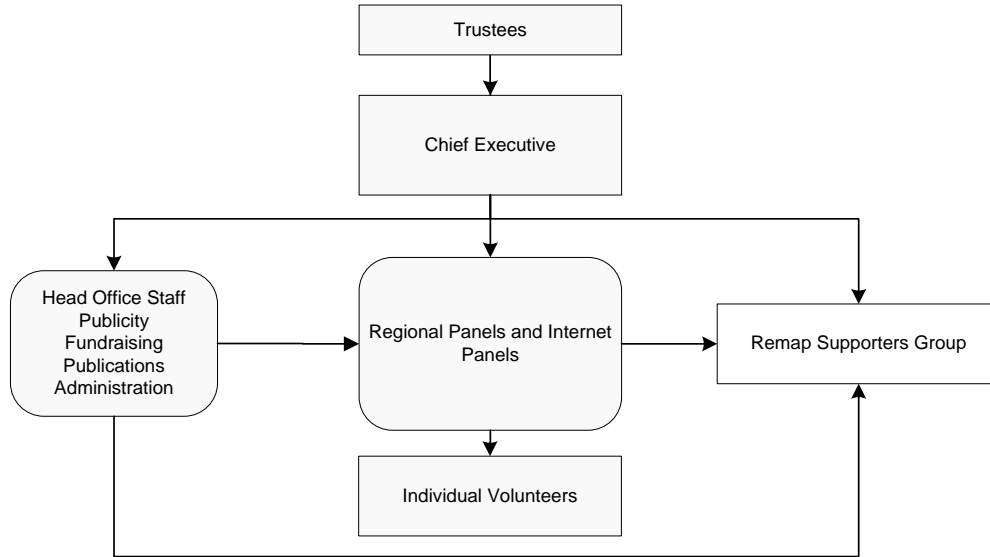 Trustees
Chief Executive
Head Office Staff
Publicity
Fundraising
Publications
Administration
Regional Panels and Internet
Panels
Remap Supporters Group
Individual Volunteers